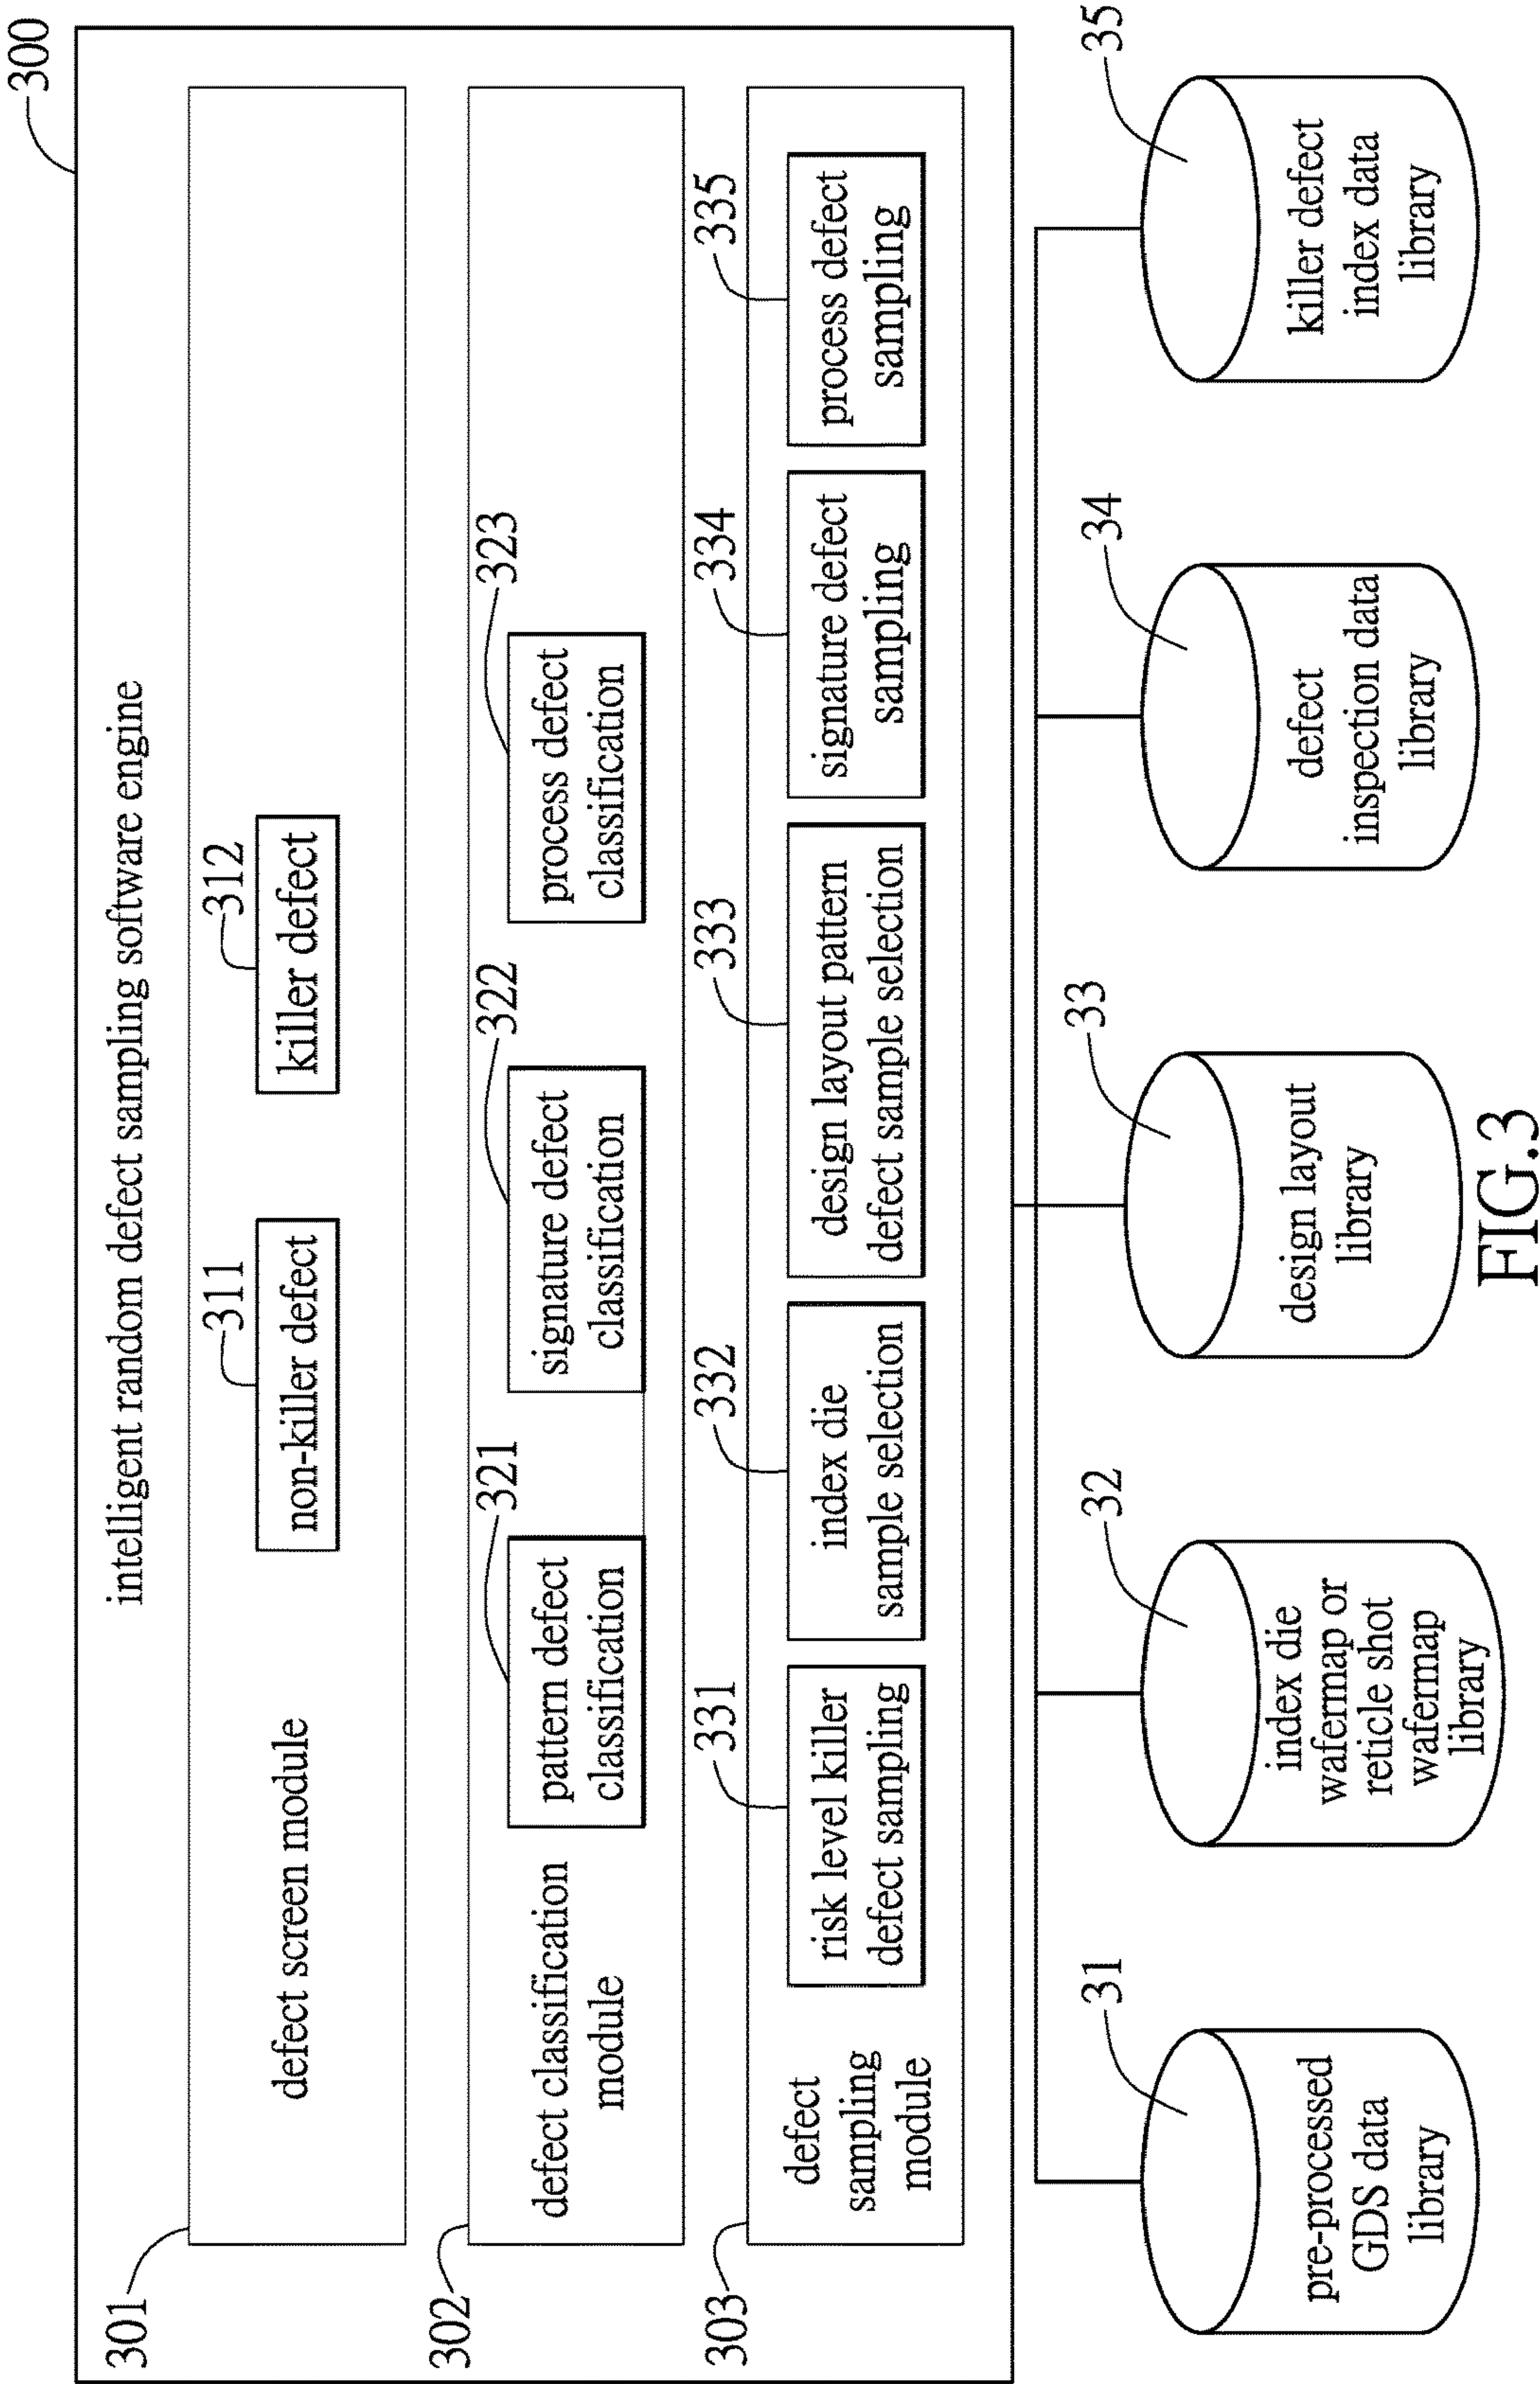 300
intelligent random defect sampling software engine
301
defect screen module
311
non-killer defect
312
killer defect
302
defect classification
module
321
pattern defect
classification
322
signature defect
classification
323
process defect
classification
303
defect
sampling
module
331
risk level killer
defect sampling
332
index die
sample selection
333
design layout pattern
defect sample selection
334
signature defect
sampling
335
process defect
sampling
31
pre-processed
GDS data
library
32
index die
wafermap or
reticle shot
wafermap
library
33
design layout
library
34
defect
inspection data
library
35
killer defect
index data
library
FIG.3